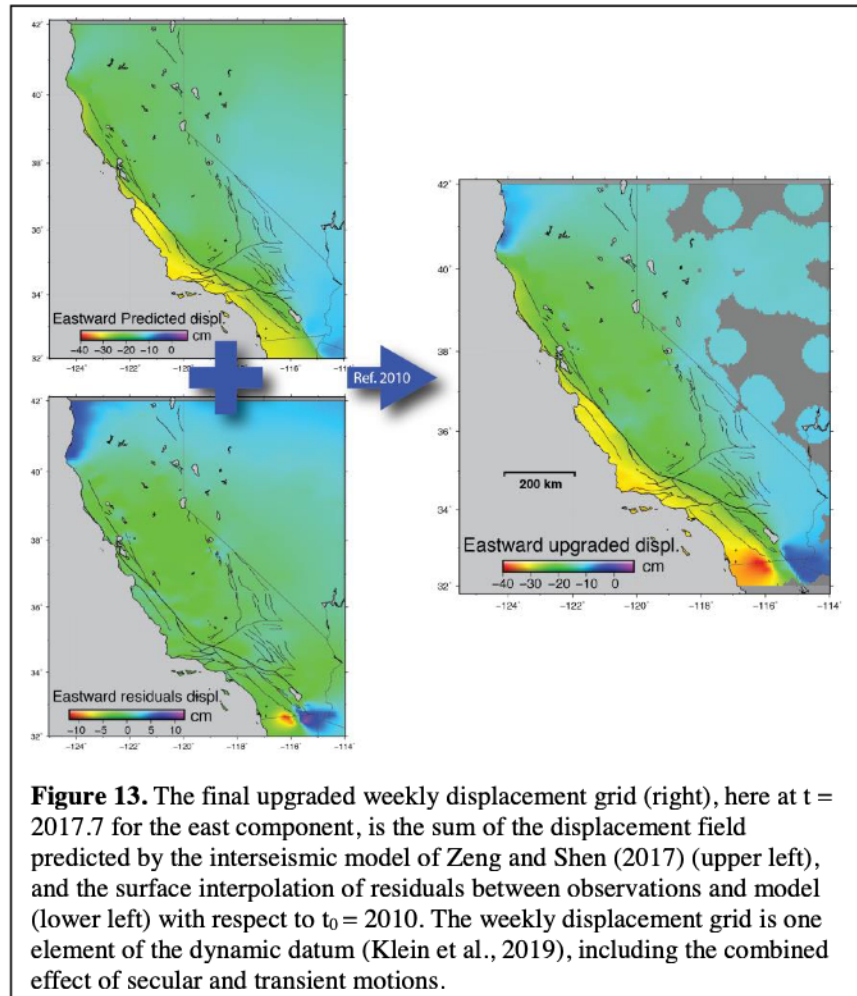 42˚
40˚
38˚
36˚
34˚
32˚
Eastward Predicted displ.
cm
−40 −30 −20 −10 0
−124˚ −122˚ −120˚ −118˚ −116˚ −114˚
Ref. 2010
42˚
40˚
38˚
36˚
34˚
32˚
Eastward residuals displ.
cm
−10 −5 0 5 10
−124˚ −122˚ −120˚ −118˚ −116˚ −114˚
42˚
40˚
38˚
36˚
34˚
32˚
200 km
Eastward upgraded displ.
cm
−40 −30 −20 −10 0
−124˚ −122˚ −120˚ −118˚ −116˚ −114˚
Figure 13. The final upgraded weekly displacement grid (right), here at t =
2017.7 for the east component, is the sum of the displacement field
predicted by the interseismic model of Zeng and Shen (2017) (upper left),
and the surface interpolation of residuals between observations and model
(lower left) with respect to t₀ = 2010. The weekly displacement grid is one
element of the dynamic datum (Klein et al., 2019), including the combined
effect of secular and transient motions.